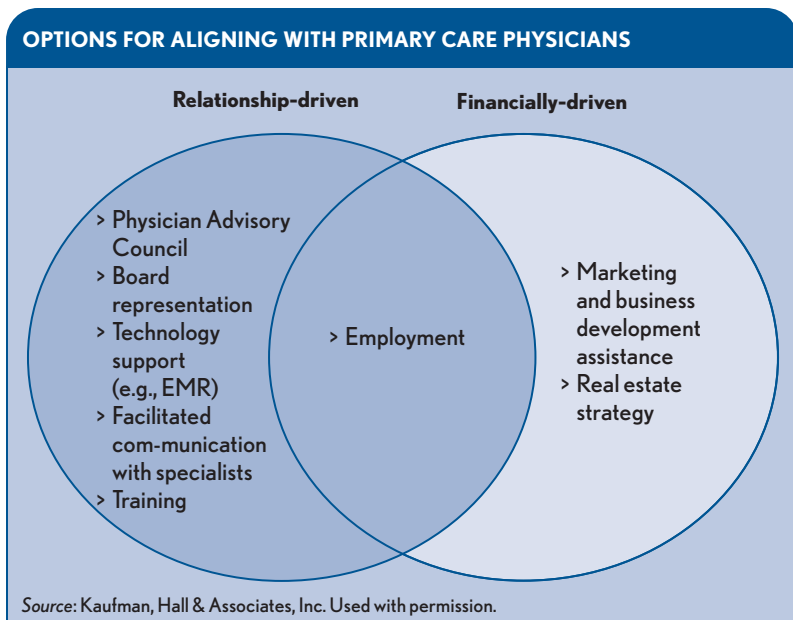 OPTIONS FOR ALIGNING WITH PRIMARY CARE PHYSICIANS
Relationship-driven
Financially-driven
> Physician Advisory
Council
> Board
representation
> Technology
support
(e.g., EMR)
> Facilitated
com-munication
with specialists
> Training
> Employment
> Marketing
and business
development
assistance
> Real estate
strategy
Source: Kaufman, Hall & Associates, Inc. Used with permission.